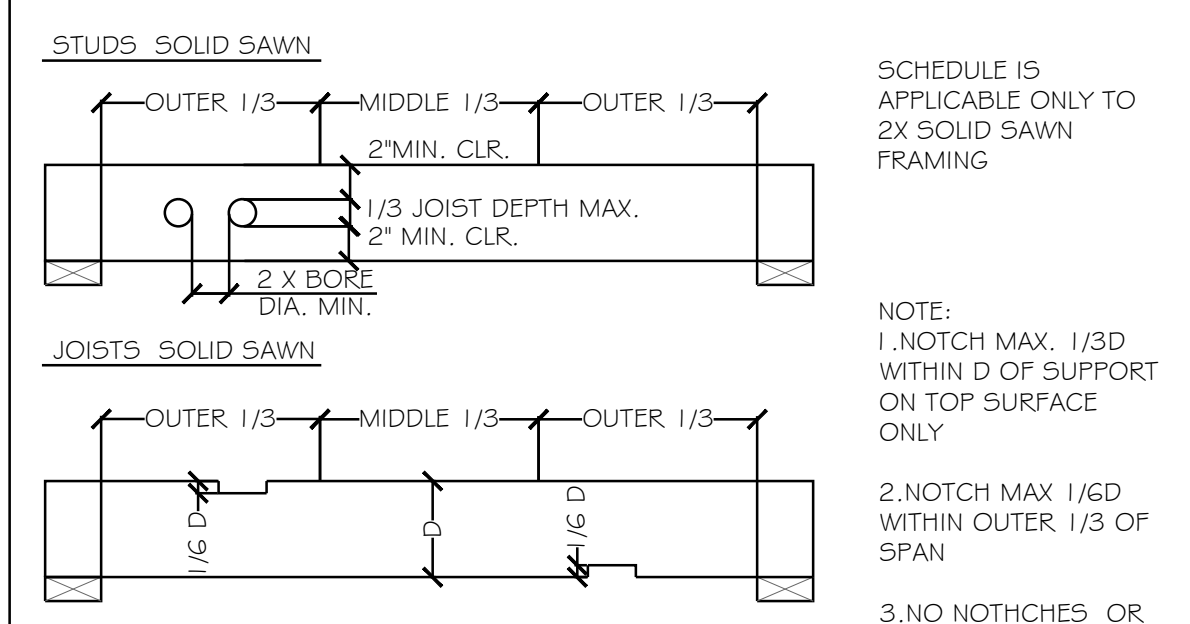 STUDS SOLID SAWN
OUTER 1/3
MIDDLE 1/3
OUTER 1/3
2"MIN. CLR.
1/3 JOIST DEPTH MAX.
2" MIN. CLR.
2 X BORE
DIA. MIN.
JOISTS SOLID SAWN
OUTER 1/3
MIDDLE 1/3
OUTER 1/3
1/6 D
D
1/6 D
SCHEDULE IS
APPLICABLE ONLY TO
2X SOLID SAWN
FRAMING
NOTE:
1.NOTCH MAX. 1/3D
WITHIN D OF SUPPORT
ON TOP SURFACE
ONLY
2.NOTCH MAX 1/6D
WITHIN OUTER 1/3 OF
SPAN
3.NO NOTHCHES OR